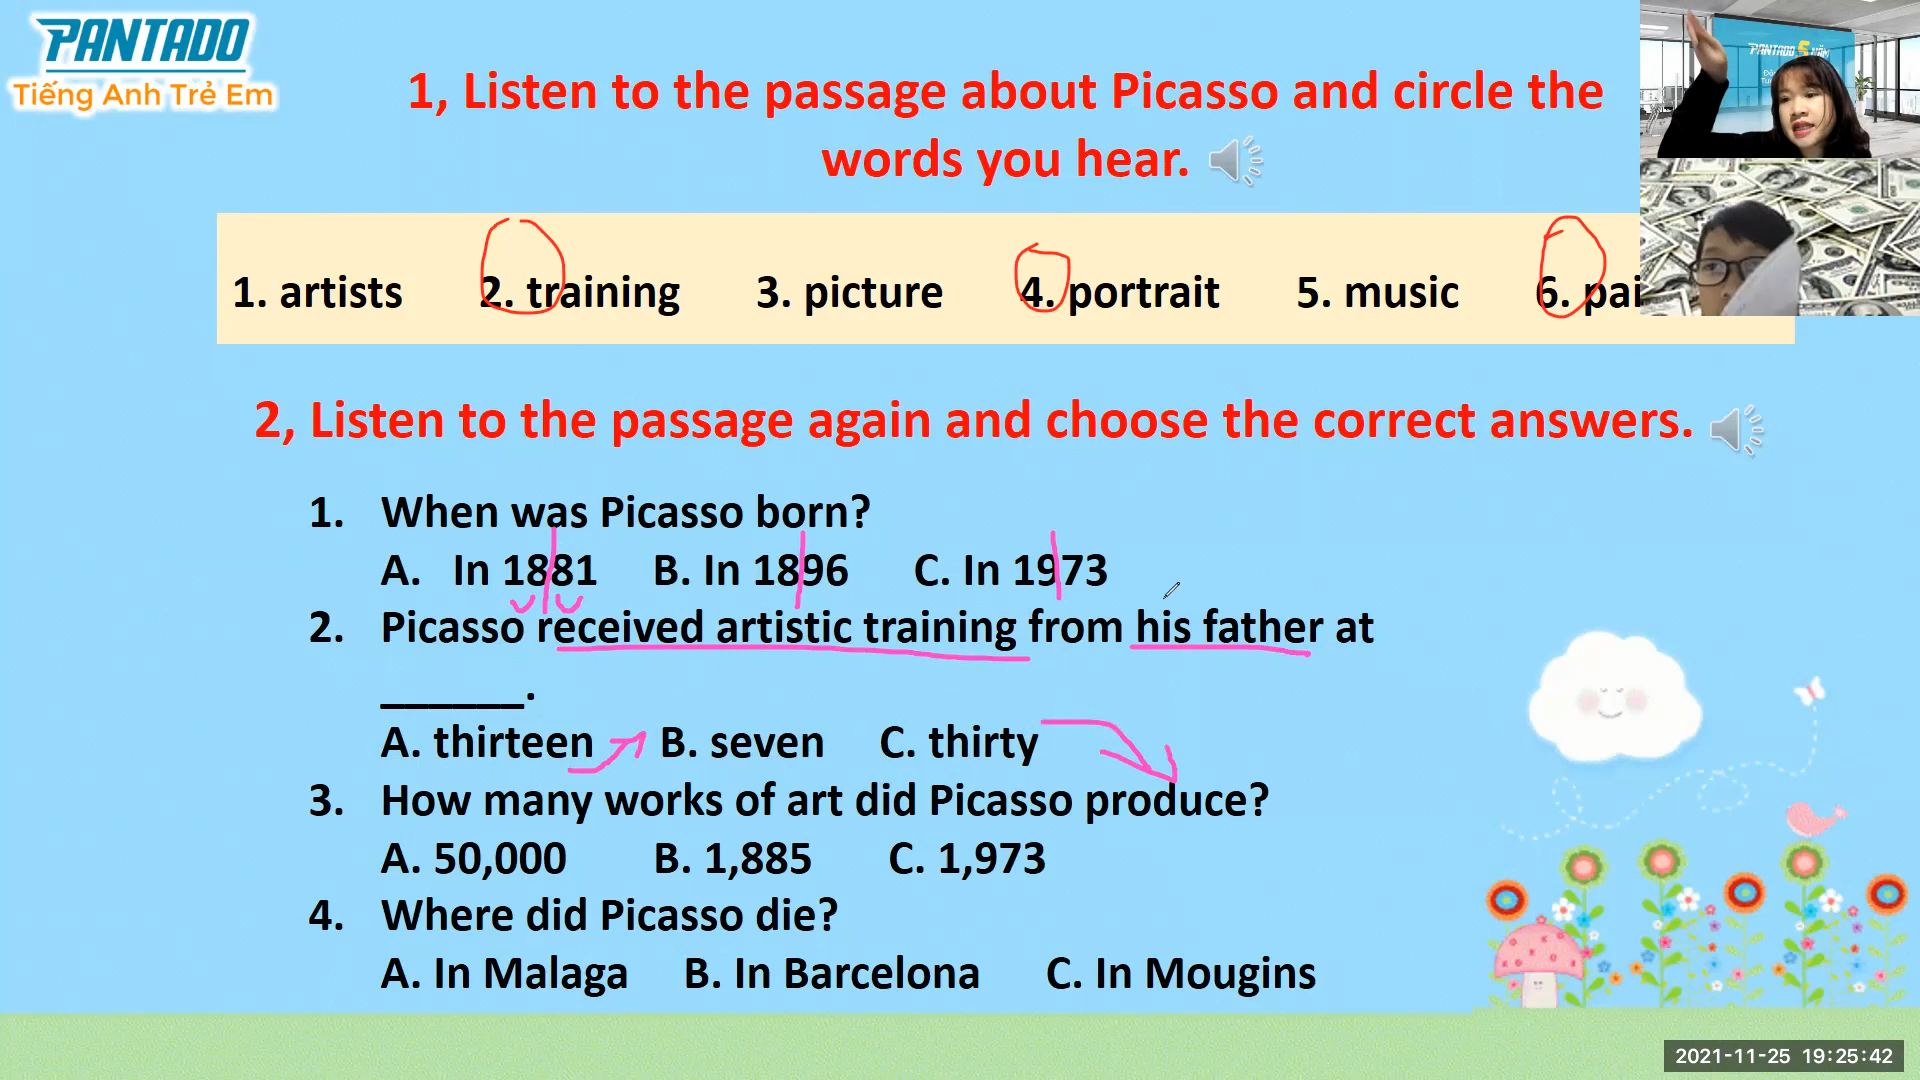 PANTADO
Tiếng Anh Trẻ Em
1, Listen to the passage about Picasso and circle the
words you hear.
PANTADO 5 NĂM
1. artists 2. training 3. picture 4. portrait 5. music 6.
2, Listen to the passage again and choose the correct answers.
1. When was Picasso born?
A. In 1881 B. In 1896 C. In 1973
2. Picasso received artistic training from his father at
______.
A. thirteen B. seven C. thirty
3. How many works of art did Picasso produce?
A. 50,000 B. 1,885 C. 1,973
4. Where did Picasso die?
A. In Malaga B. In Barcelona C. In Mougins
2021-11-25 19:25:42